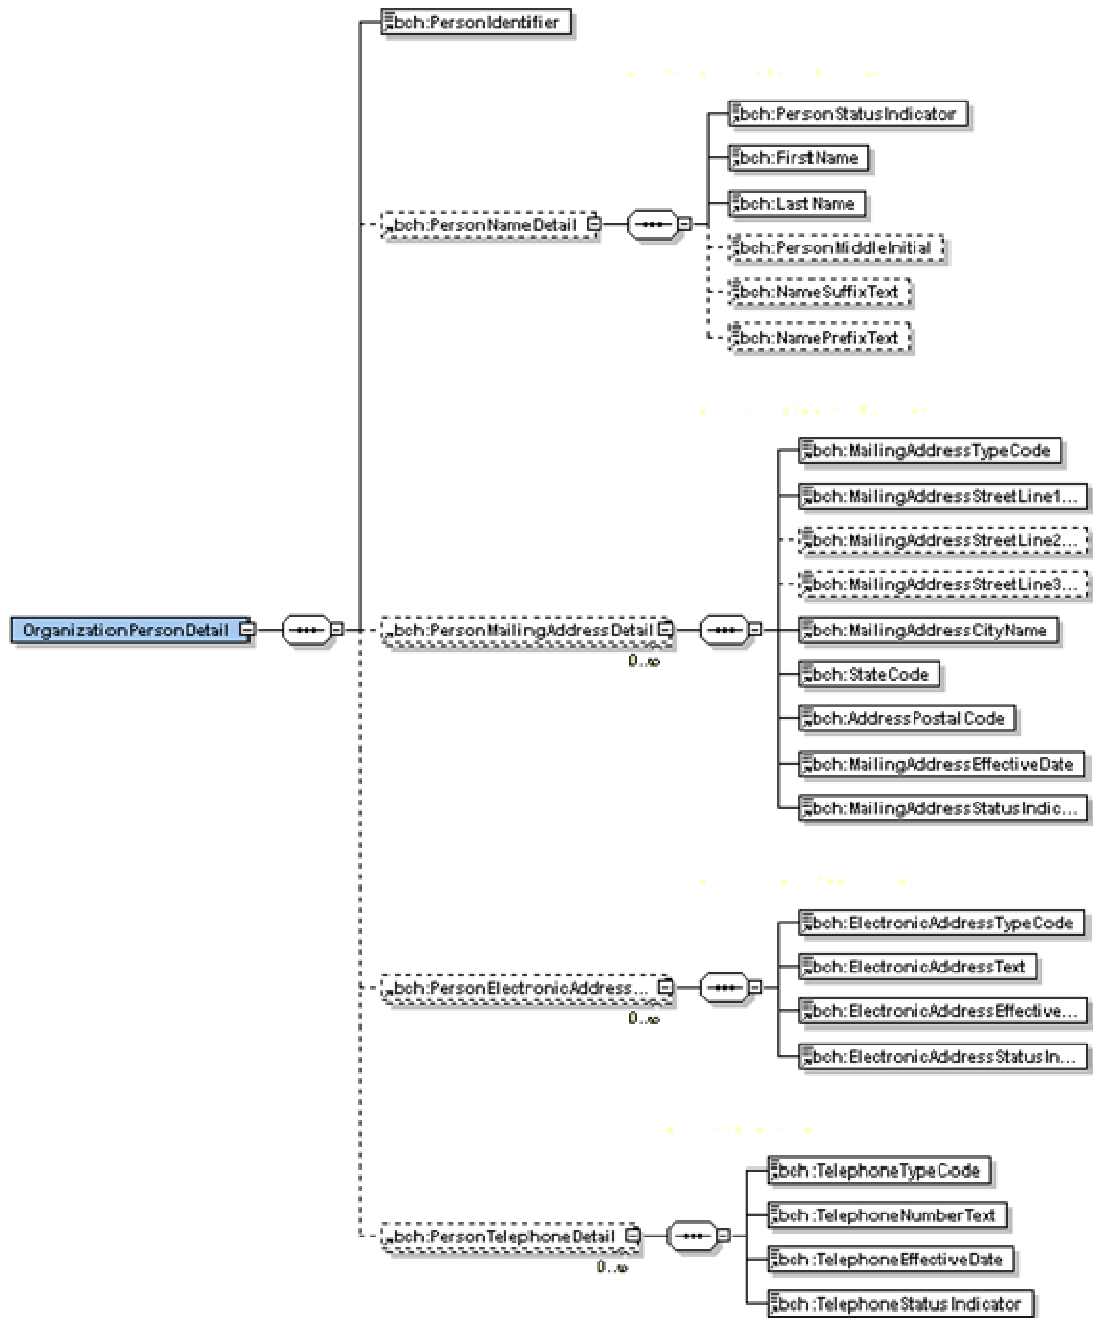 bch:PersonIdentifier
bch:PersonStatusIndicator
bch:FirstName
bch:LastName
bch:PersonNameDetail
bch:PersonMiddleInitial
bch:NameSuffixText
bch:NamePrefixText
bch:MailingAddressTypeCode
bch:MailingAddressStreetLine1...
bch:MailingAddressStreetLine2...
bch:MailingAddressStreetLine3...
OrganizationPersonDetail
bch:PersonMailingAddressDetail
0..∞
bch:MailingAddressCityName
bch:StateCode
bch:AddressPostalCode
bch:MailingAddressEffectiveDate
bch:MailingAddressStatusIndic...
bch:ElectronicAddressTypeCode
bch:ElectronicAddressText
bch:PersonElectronicAddress...
0..∞
bch:ElectronicAddressEffective...
bch:ElectronicAddressStatusIn...
bch:TelephoneTypeCode
bch:TelephoneNumberText
bch:PersonTelephoneDetail
0..∞
bch:TelephoneEffectiveDate
bch:TelephoneStatusIndicator